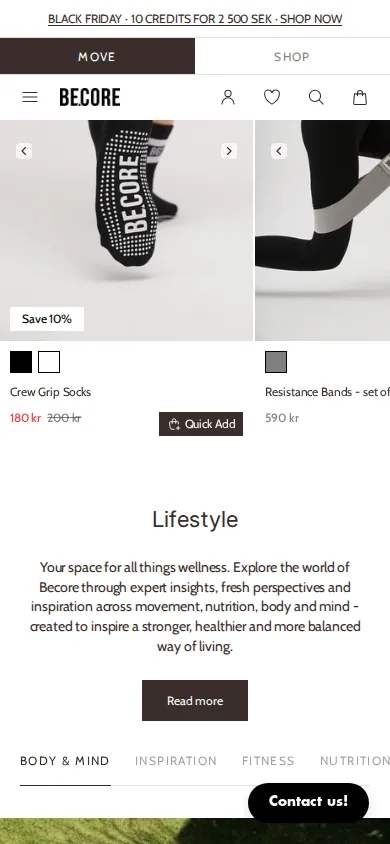 BLACK FRIDAY · 10 CREDITS FOR 2 500 SEK · SHOP NOW
MOVE
SHOP
BE.CORE
BECORE
Save 10%
Crew Grip Socks
180 kr 200 kr
Quick Add
Resistance Bands - set of
590 kr
Lifestyle
Your space for all things wellness. Explore the world of
Becore through expert insights, fresh perspectives and
inspiration across movement, nutrition, body and mind -
created to inspire a stronger, healthier and more balanced
way of living.
Read more
BODY & MIND
INSPIRATION
FITNESS
NUTRITION
Contact us!